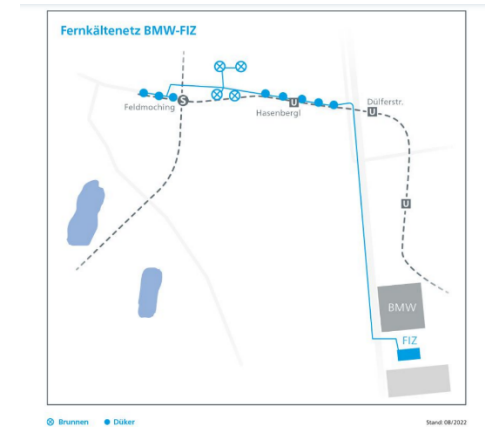 Fernkältenetz BMW-FIZ
Feldmoching
S
U
Hasenbergl
Dülferstr.
U
U
BMW
FIZ
Brunnen
Düker
Stand: 08/2022